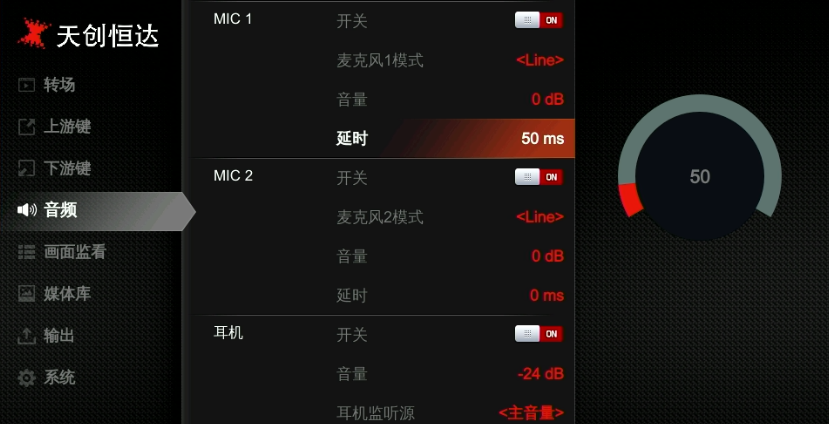 天创恒达
转场
上游键
下游键
音频
画面监看
媒体库
输出
系统
MIC 1
开关 ON
麦克风1模式 <Line>
音量 0 dB
延时 50 ms
MIC 2
开关 ON
麦克风2模式 <Line>
音量 0 dB
延时 0 ms
耳机
开关 ON
音量 -24 dB
耳机监听源 <主音量>
50